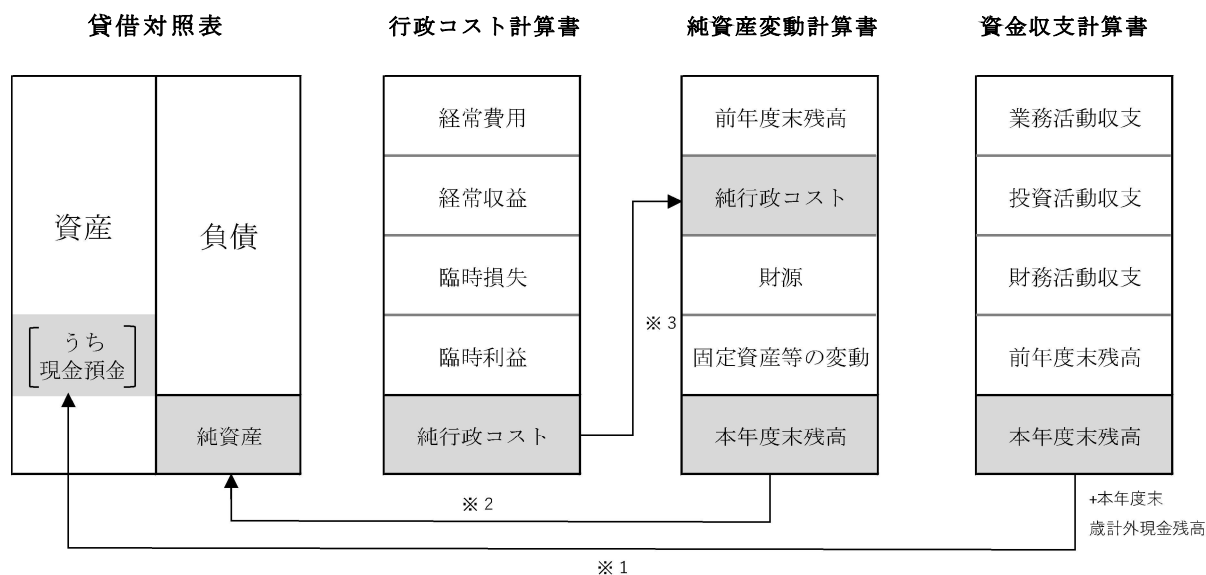 貸借対照表
行政コスト計算書
純資産変動計算書
資金収支計算書
資産
うち
現金預金
負債
純資産
経常費用
経常収益
臨時損失
臨時利益
純行政コスト
前年度末残高
純行政コスト
財源
固定資産等の変動
本年度末残高
業務活動収支
投資活動収支
財務活動収支
前年度末残高
本年度末残高
※3
※2
+本年度末
歳計外現金残高
※1